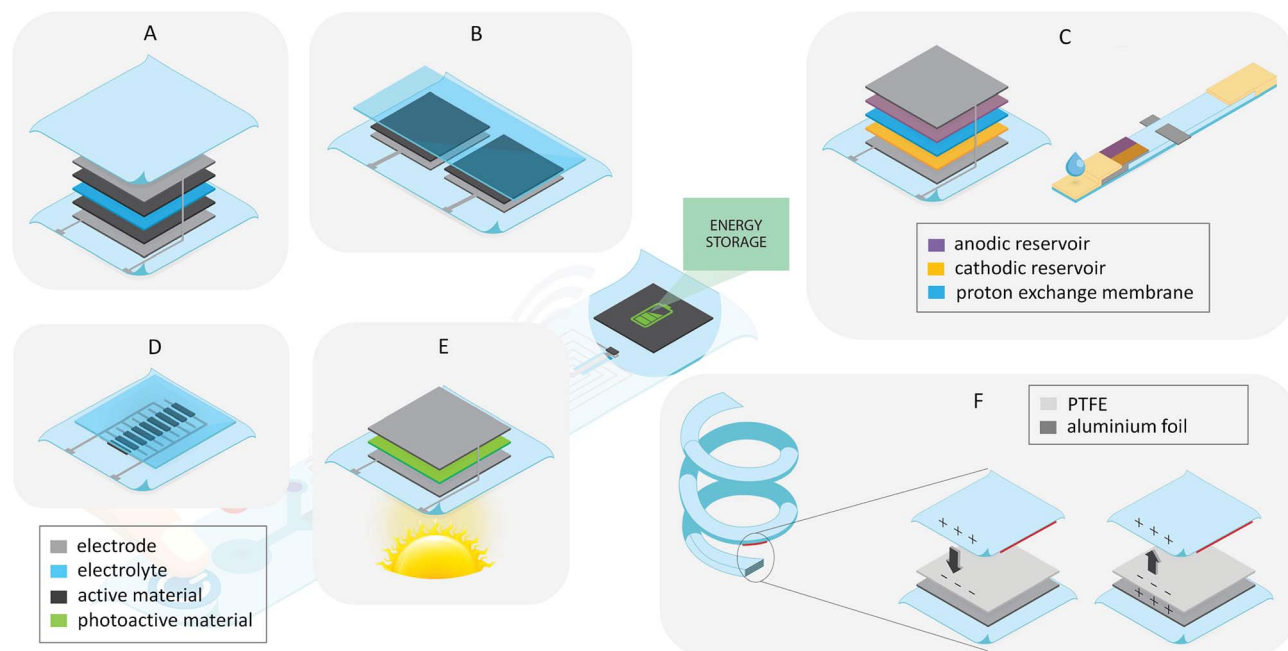 A
B
C
ENERGY
STORAGE
anodic reservoir
cathodic reservoir
proton exchange membrane
D
E
F
PTFE
aluminium foil
electrode
electrolyte
active material
photoactive material
+ + +
- - -
+ + +
- - -
+ + +